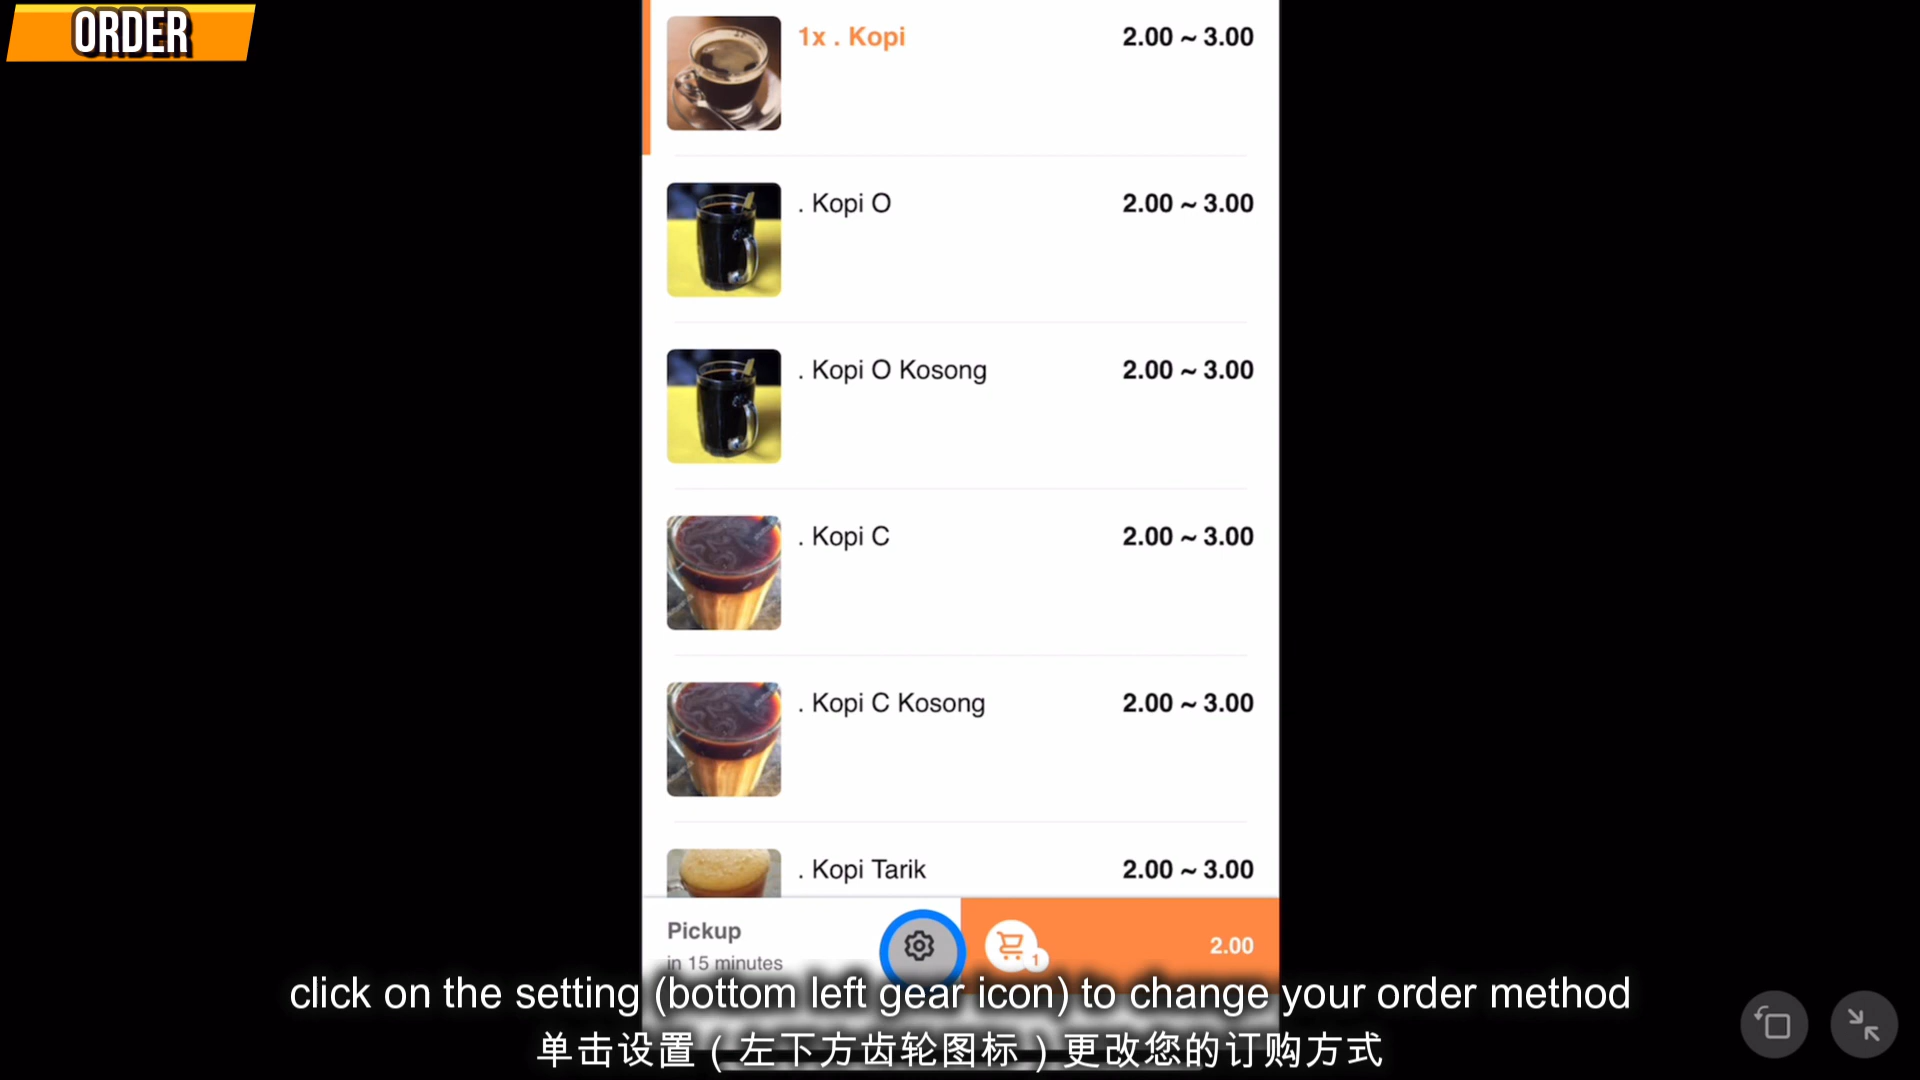 ORDER
1x . Kopi 2.00 ~ 3.00
. Kopi O 2.00 ~ 3.00
. Kopi O Kosong 2.00 ~ 3.00
. Kopi C 2.00 ~ 3.00
. Kopi C Kosong 2.00 ~ 3.00
. Kopi Tarik 2.00 ~ 3.00
Pickup
in 15 minutes
1
2.00
click on the setting (bottom left gear icon) to change your order method
单击设置（左下方齿轮图标）更改您的订购方式